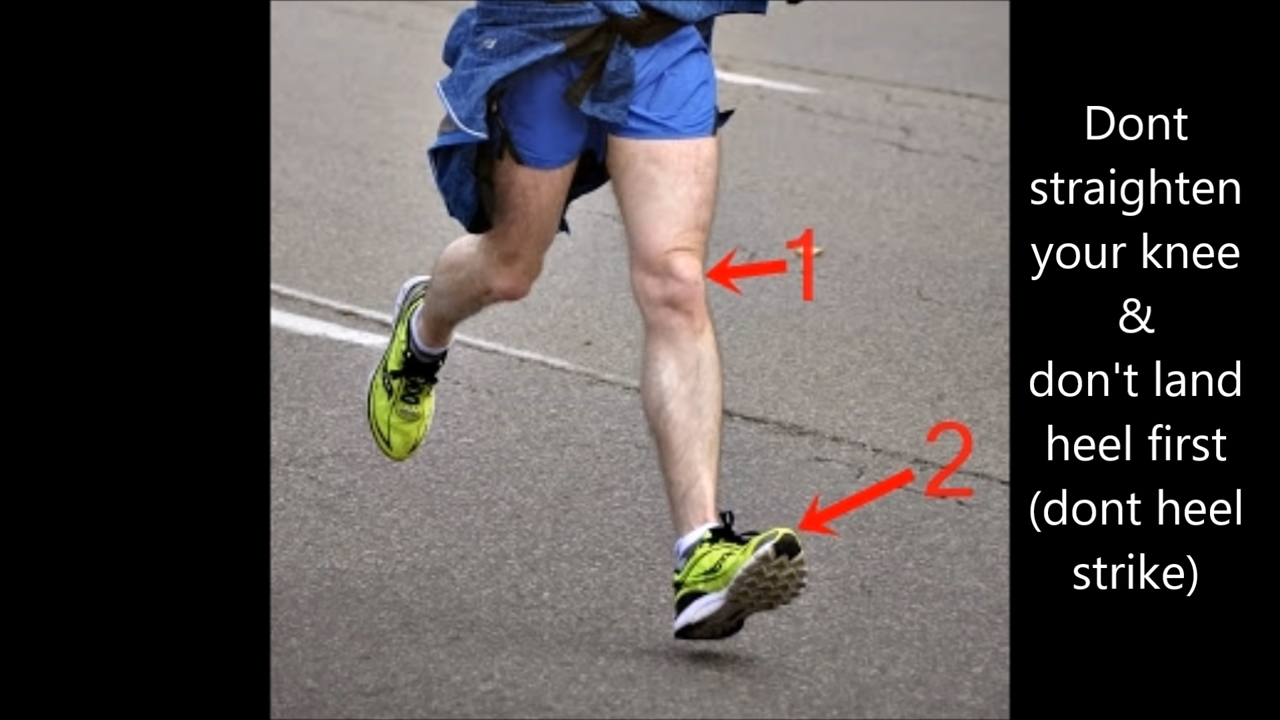 1
2
Dont
straighten
your knee
&
don't land
heel first
(dont heel
strike)